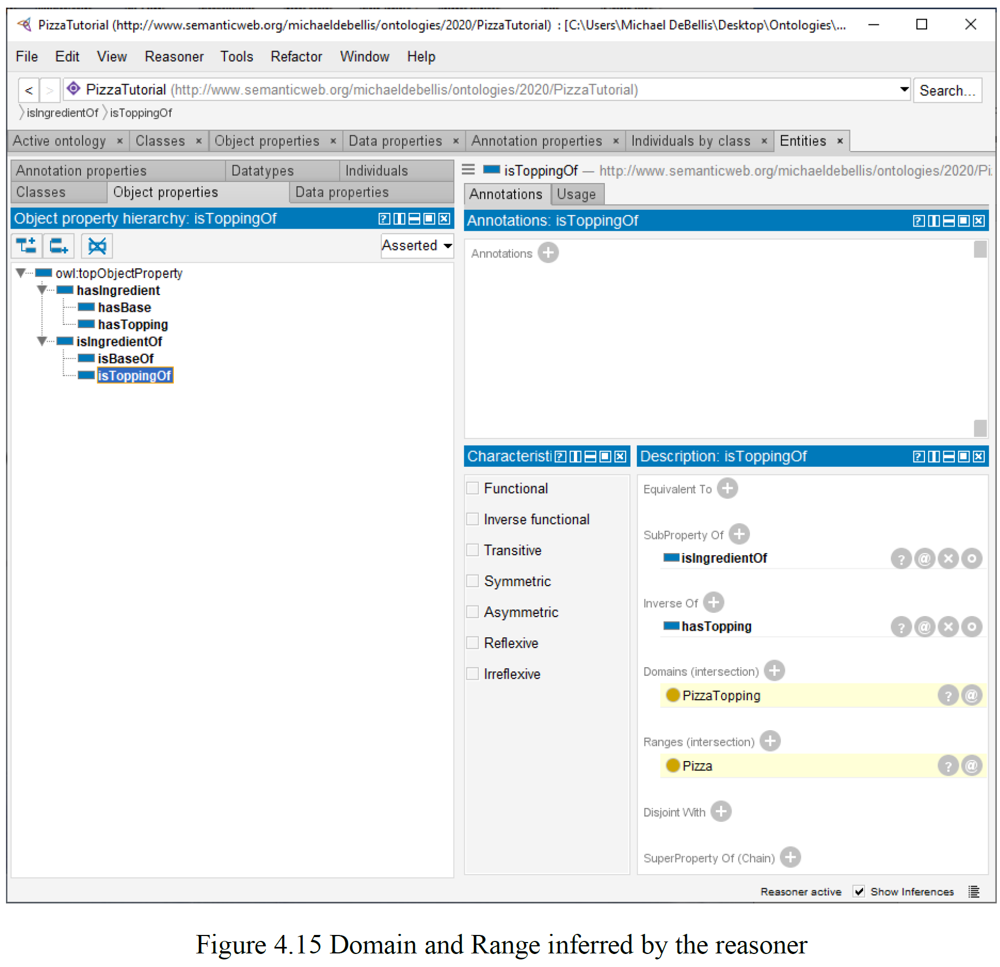 PizzaTutorial (http://www.semanticweb.org/michaeldebellis/ontologies/2020/PizzaTutorial) : [C:\Users\Michael DeBellis\Desktop\Ontologies\...
File Edit View Reasoner Tools Refactor Window Help
< > PizzaTutorial (http://www.semanticweb.org/michaeldebellis/ontologies/2020/PizzaTutorial) Search...
isIngredientOf isToppingOf
Active ontology × Classes × Object properties × Data properties × Annotation properties × Individuals by class × Entities ×
Annotation properties Datatypes Individuals
Classes Object properties Data properties
Object property hierarchy: isToppingOf
Asserted
owl:topObjectProperty
hasIngredient
hasBase
hasTopping
isIngredientOf
isBaseOf
isToppingOf
isToppingOf — http://www.semanticweb.org/michaeldebellis/ontologies/2020/Pi
Annotations Usage
Annotations: isToppingOf
Annotations
Characteristi
Functional
Inverse functional
Transitive
Symmetric
Asymmetric
Reflexive
Irreflexive
Description: isToppingOf
Equivalent To
SubProperty Of
isIngredientOf
Inverse Of
hasTopping
Domains (intersection)
PizzaTopping
Ranges (intersection)
Pizza
Disjoint With
SuperProperty Of (Chain)
Reasoner active Show Inferences
Figure 4.15 Domain and Range inferred by the reasoner